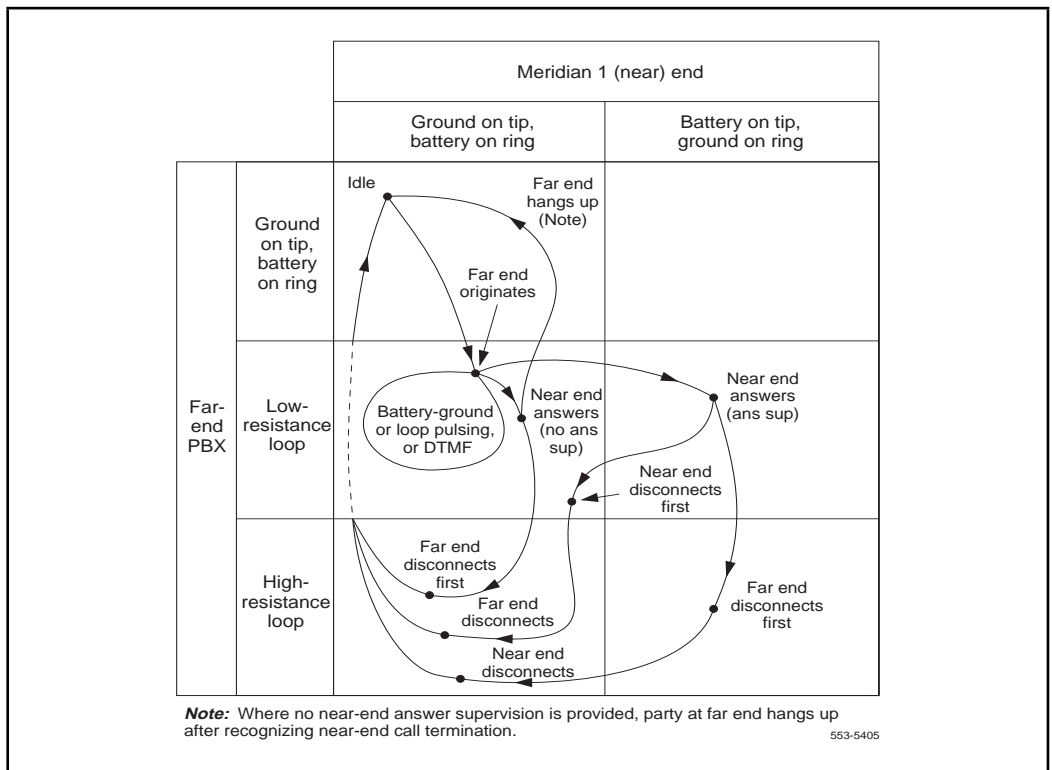 Meridian 1 (near) end
Ground on tip,
battery on ring
Battery on tip,
ground on ring
Far-
end
PBX
Ground
on tip,
battery
on ring
Idle
Far end
hangs up
(Note)
Far end
originates
Low-
resistance
loop
Battery-ground
or loop pulsing,
or DTMF
Near end
answers
(no ans
sup)
Near end
answers
(ans sup)
Near end
disconnects
first
High-
resistance
loop
Far end
disconnects
first
Far end
disconnects
Near end
disconnects
Far end
disconnects
first
Note: Where no near-end answer supervision is provided, party at far end hangs up
after recognizing near-end call termination.
553-5405